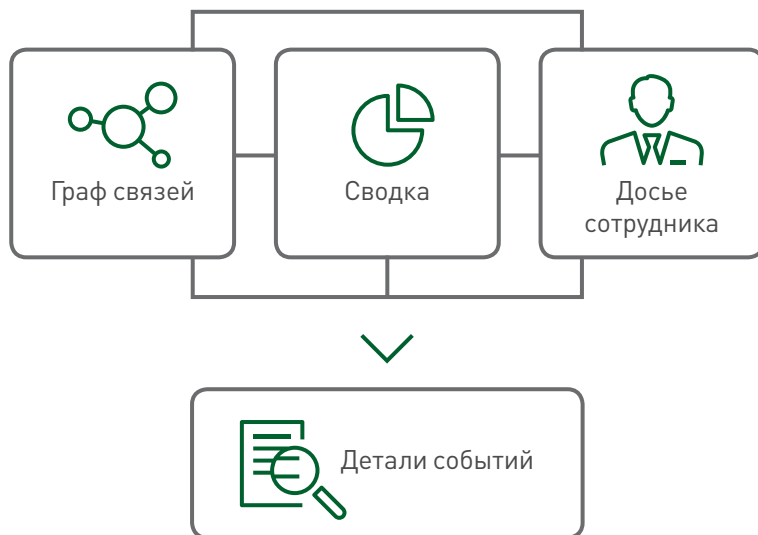 Граф связей
Сводка
Досье
сотрудника
Детали событий